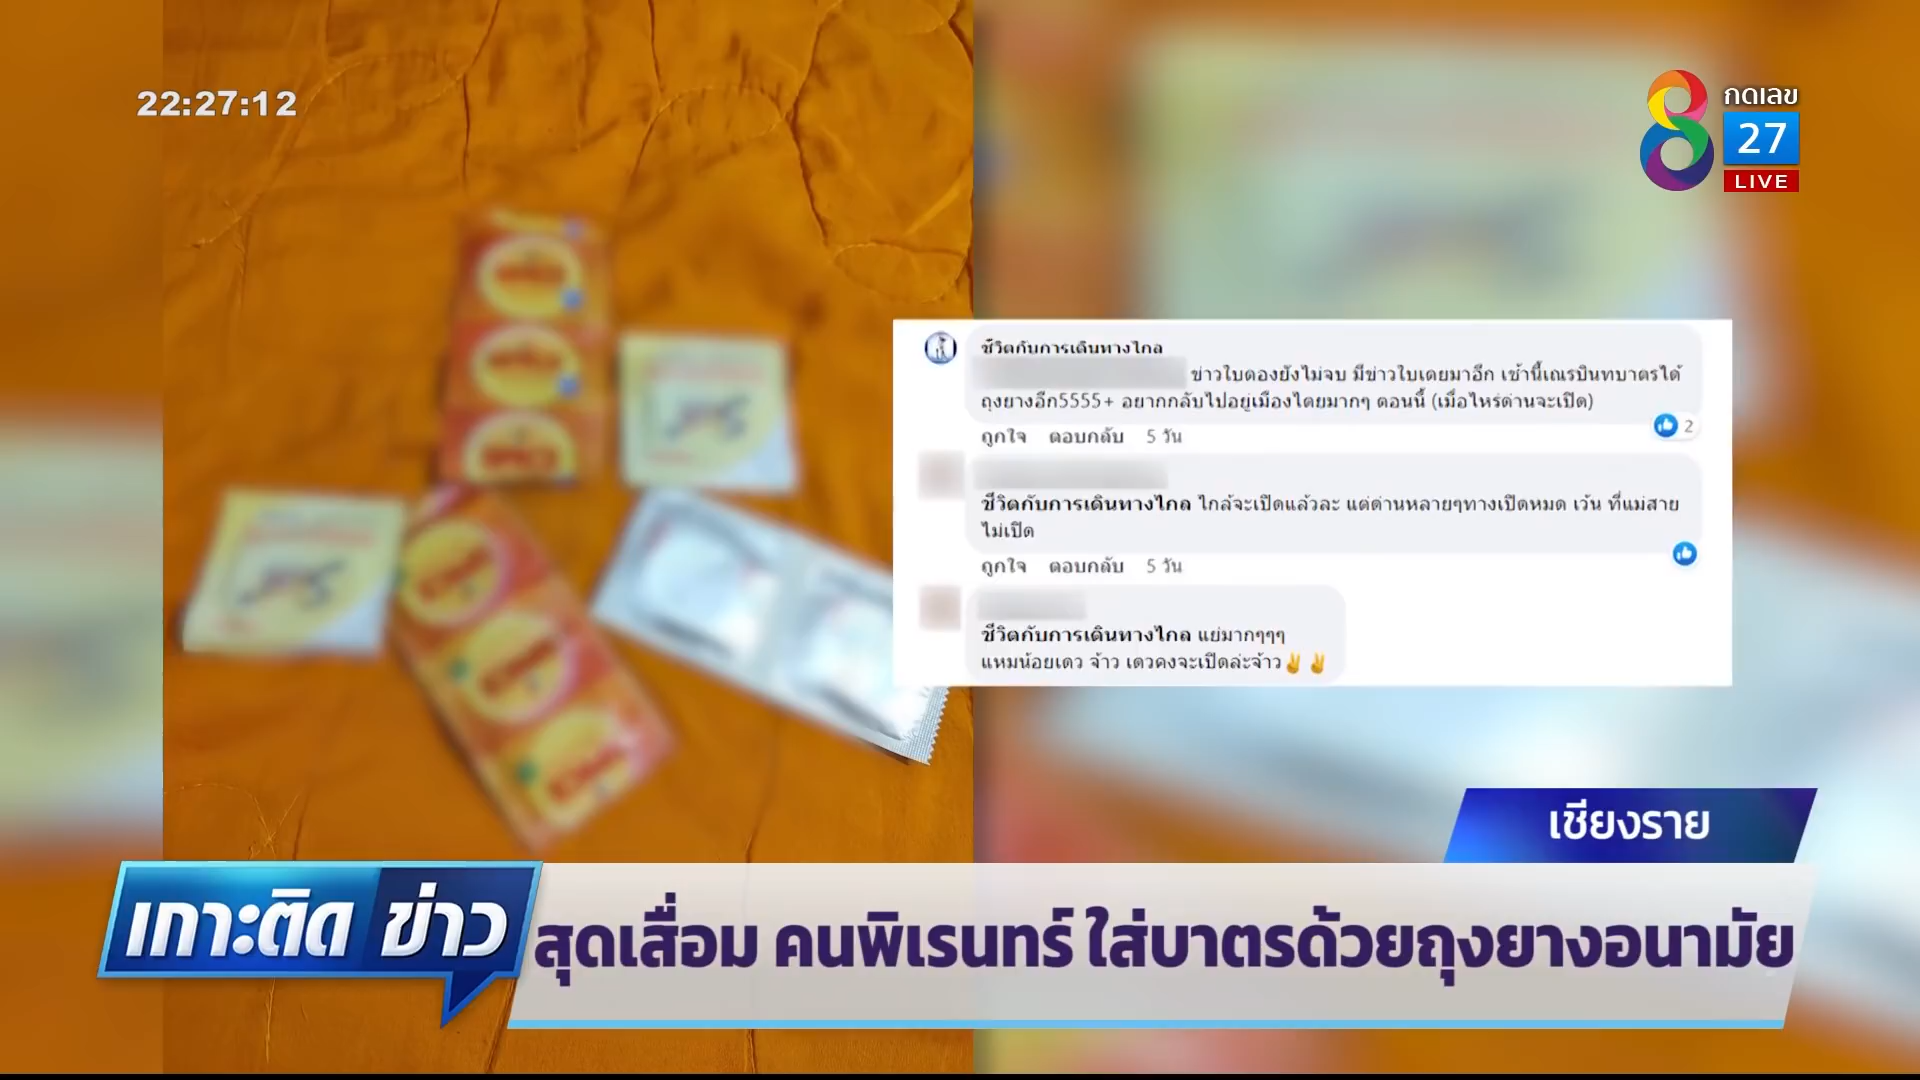 22:27:12
กดเลข
27
LIVE
ชีวิตกับการเดินทางไกล
ข่าวใบตองยังไม่จบ มีข่าวใบเตยมาอีก เช้านี้เณรบินฑบาตรได้
ถุงยางอีก5555+ อยากกลับไปอยู่เมืองไตยมากๆ ตอนนี้ (เมื่อไหร่ด่านจะเปิด)
2
ถูกใจ ตอบกลับ 5 วัน
ชีวิตกับการเดินทางไกล ใกล้จะเปิดแล้วละ แต่ด่านหลายๆทางเปิดหมด เว้น ที่แม่สาย
ไม่เปิด
ถูกใจ ตอบกลับ 5 วัน
ชีวิตกับการเดินทางไกล แย่มากๆๆๆ
แหมน้อยเดว จ้าว เดวคงจะเปิดล่ะจ้าว✌✌
เชียงราย
เกาะติด ข่าว
สุดเสื่อม คนพิเรนทร์ ใส่บาตรด้วยถุงยางอนามัย